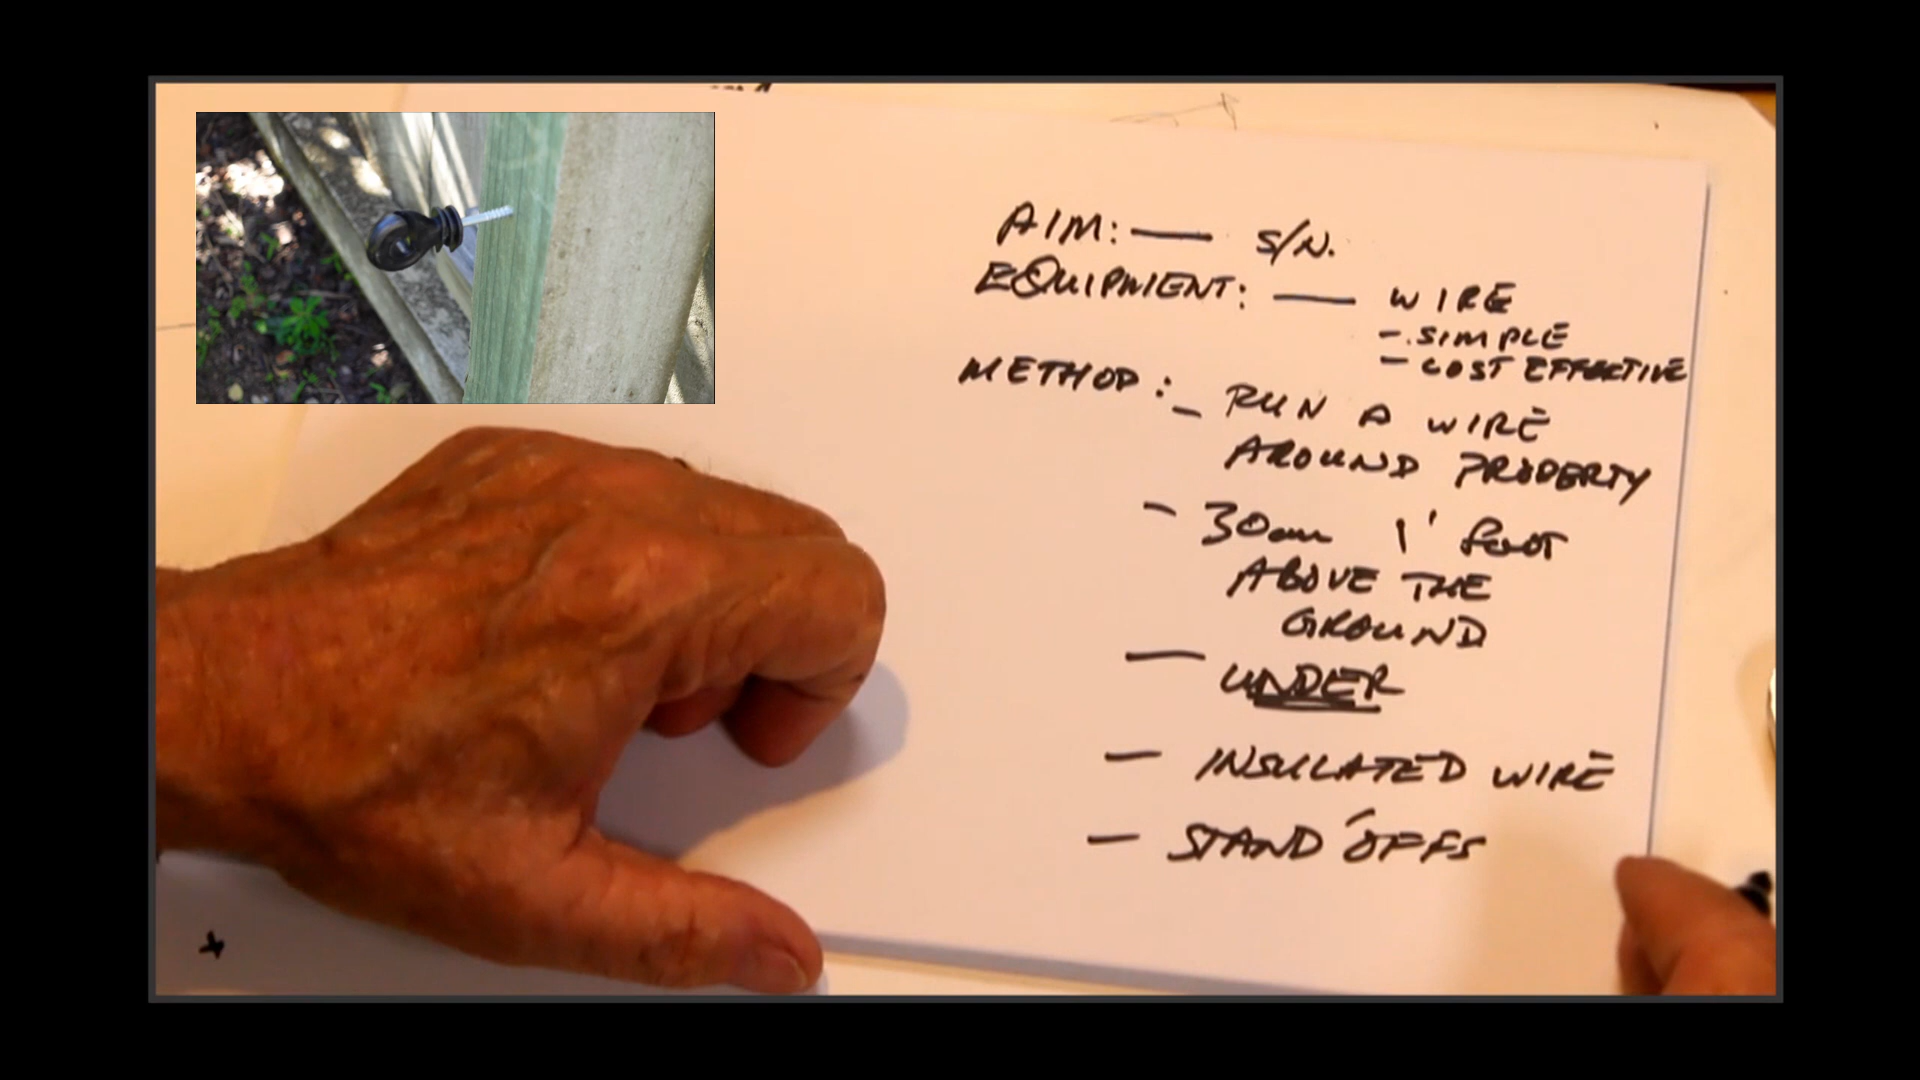 AIM: — S/N.
EQUIPMENT: — WIRE
- SIMPLE
- COST EFFECTIVE
METHOD: - RUN A WIRE
AROUND PROPERTY
- 30cm 1' foot
ABOVE THE
GROUND
— UNDER
- INSULATED WIRE
- STAND OFFS